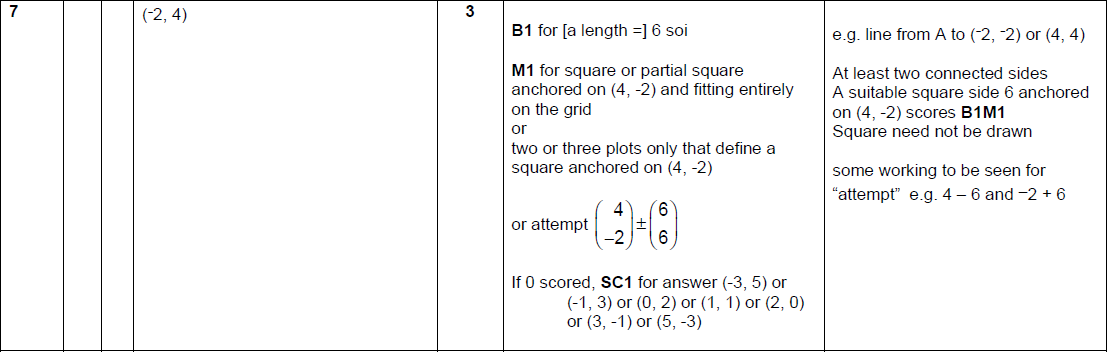 7
(⁻2, 4)
3
B1 for [a length =] 6 soi
M1 for square or partial square
anchored on (4, -2) and fitting entirely
on the grid
or
two or three plots only that define a
square anchored on (4, -2)
or attempt (4 −2) ± (6 6)
If 0 scored, SC1 for answer (-3, 5) or
(-1, 3) or (0, 2) or (1, 1) or (2, 0)
or (3, -1) or (5, -3)
e.g. line from A to (⁻2, ⁻2) or (4, 4)
At least two connected sides
A suitable square side 6 anchored
on (4, -2) scores B1M1
Square need not be drawn
some working to be seen for
“attempt” e.g. 4 – 6 and ⁻2 + 6